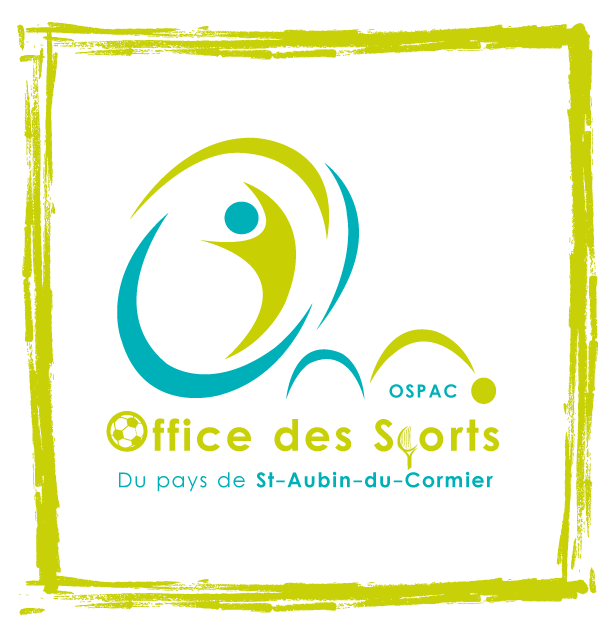 OSPAC
Office des Sports
Du pays de St-Aubin-du-Cormier